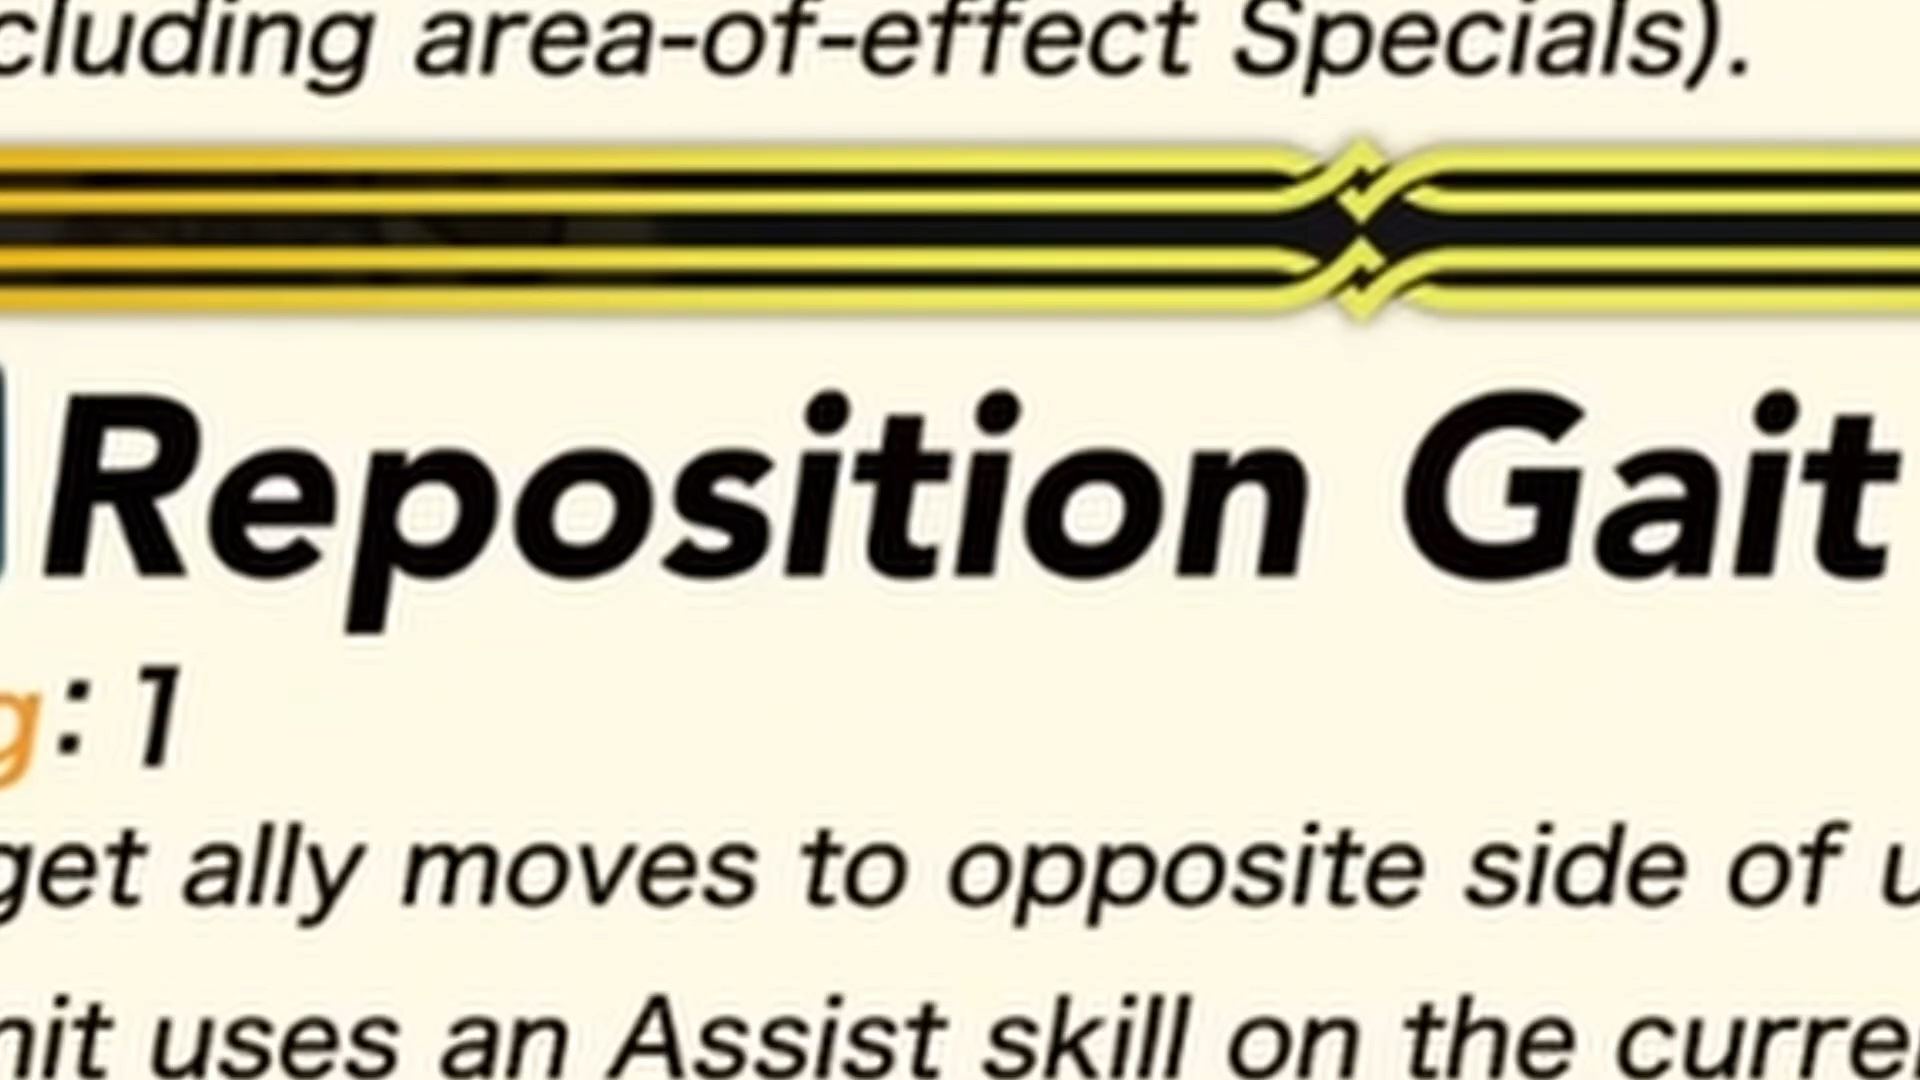 cluding area-of-effect Specials).
Reposition Gait
g: 1
get ally moves to opposite side of u
nit uses an Assist skill on the curre